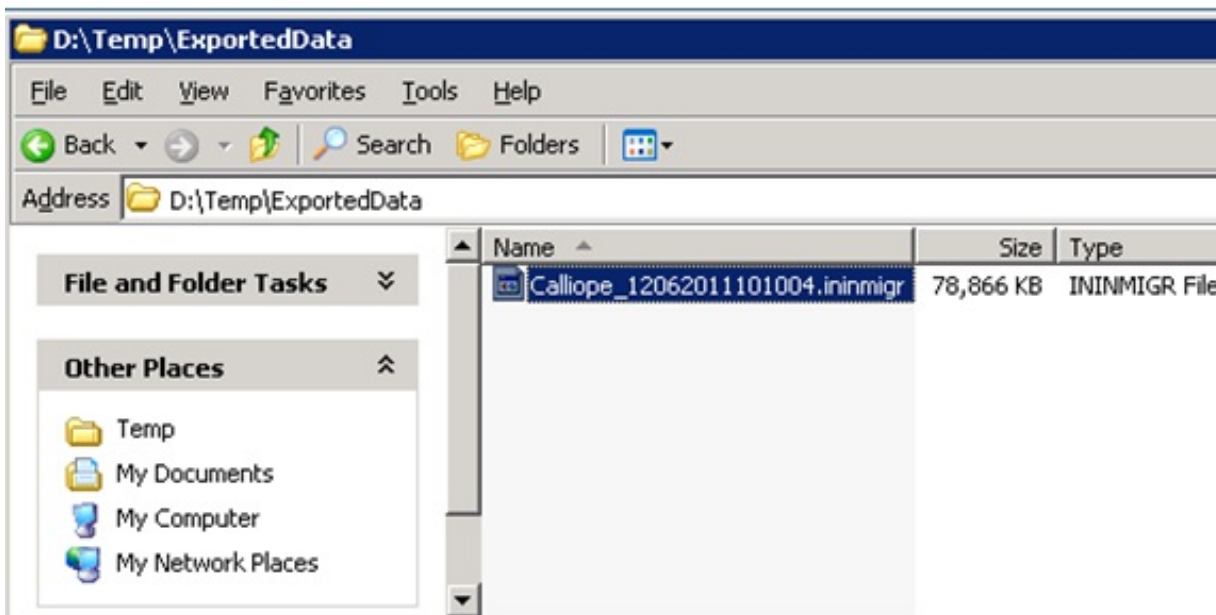 D:\Temp\ExportedData
File Edit View Favorites Tools Help
Back Search Folders
Address D:\Temp\ExportedData
Name Size Type
Calliope_12062011101004.ininmigr 78,866 KB ININMIGR File
File and Folder Tasks
Other Places
Temp
My Documents
My Computer
My Network Places